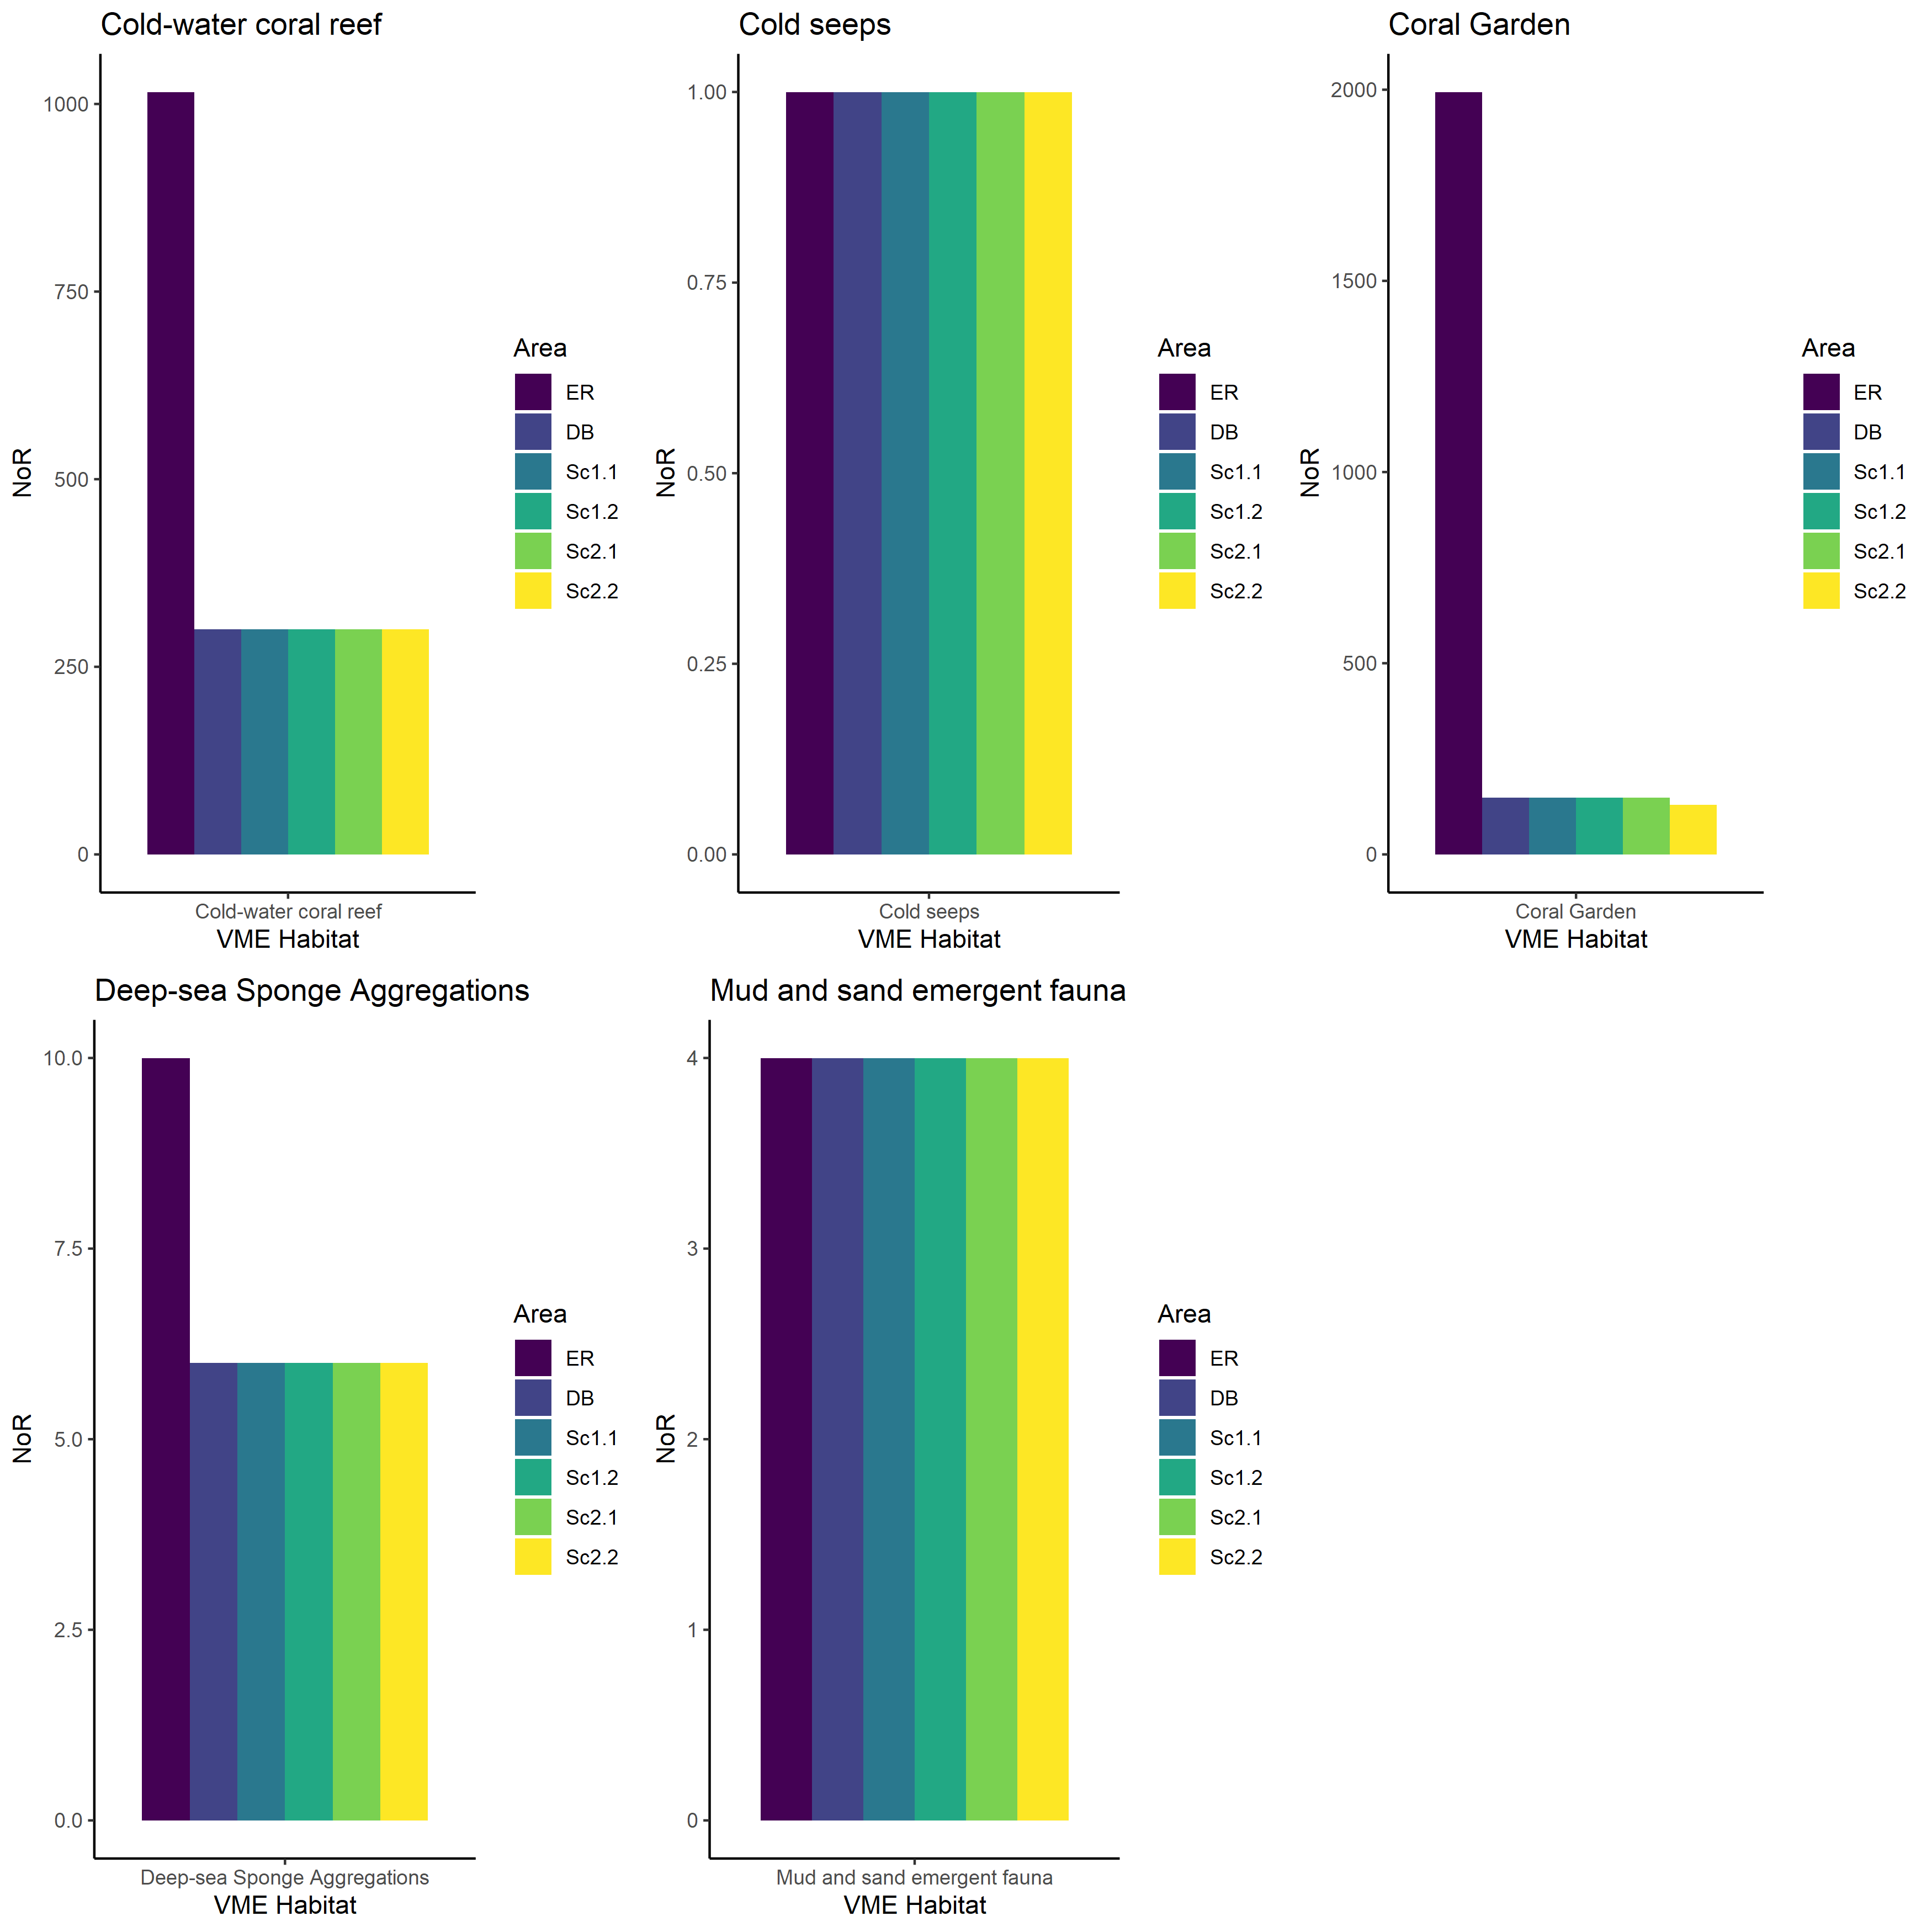 Cold-water coral reef
1000
750
500
250
0
NoR
Cold-water coral reef
VME Habitat
Area
ER
DB
Sc1.1
Sc1.2
Sc2.1
Sc2.2
Cold seeps
1.00
0.75
0.50
0.25
0.00
NoR
Cold seeps
VME Habitat
Area
ER
DB
Sc1.1
Sc1.2
Sc2.1
Sc2.2
Coral Garden
2000
1500
1000
500
0
NoR
Coral Garden
VME Habitat
Area
ER
DB
Sc1.1
Sc1.2
Sc2.1
Sc2.2
Deep-sea Sponge Aggregations
10.0
7.5
5.0
2.5
0.0
NoR
Deep-sea Sponge Aggregations
VME Habitat
Area
ER
DB
Sc1.1
Sc1.2
Sc2.1
Sc2.2
Mud and sand emergent fauna
4
3
2
1
0
NoR
Mud and sand emergent fauna
VME Habitat
Area
ER
DB
Sc1.1
Sc1.2
Sc2.1
Sc2.2